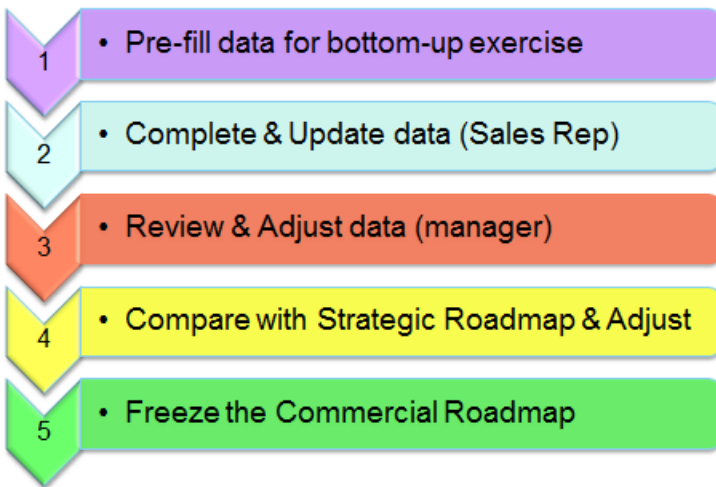 1 • Pre-fill data for bottom-up exercise
2 • Complete & Update data (Sales Rep)
3 • Review & Adjust data (manager)
4 • Compare with Strategic Roadmap & Adjust
5 • Freeze the Commercial Roadmap